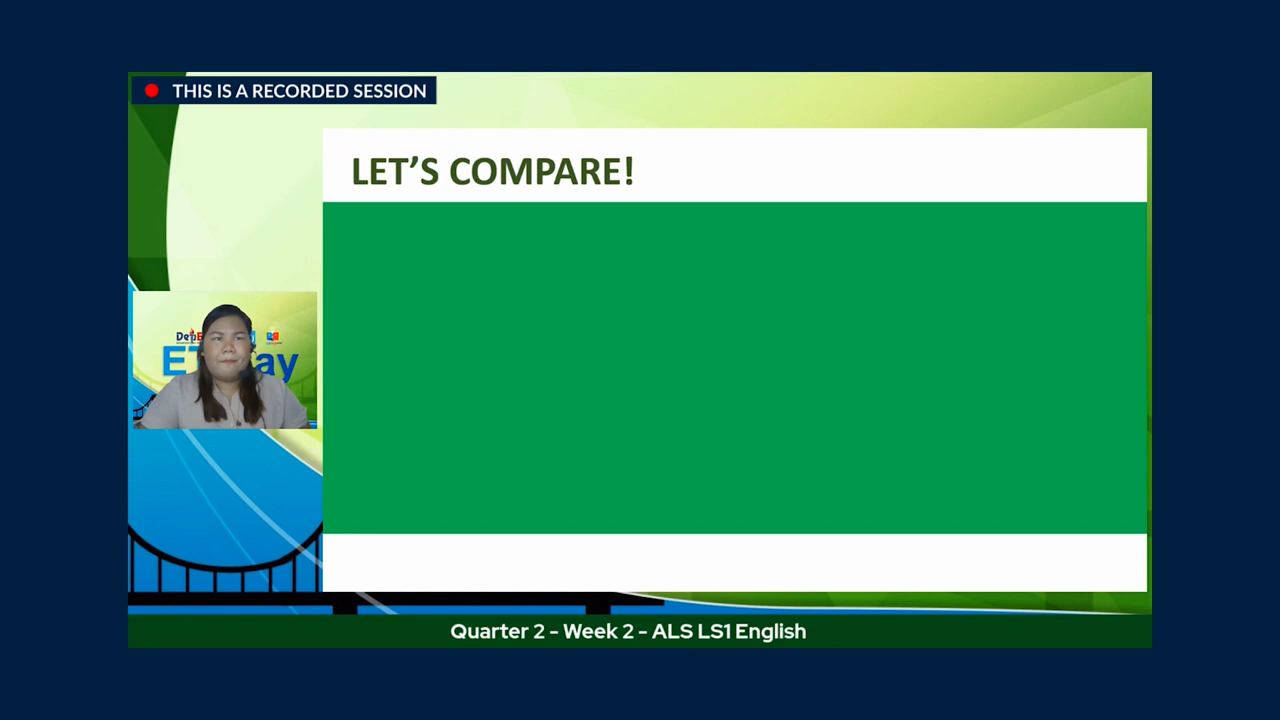 THIS IS A RECORDED SESSION
LET'S COMPARE!
Quarter 2 - Week 2 - ALS LS1 English